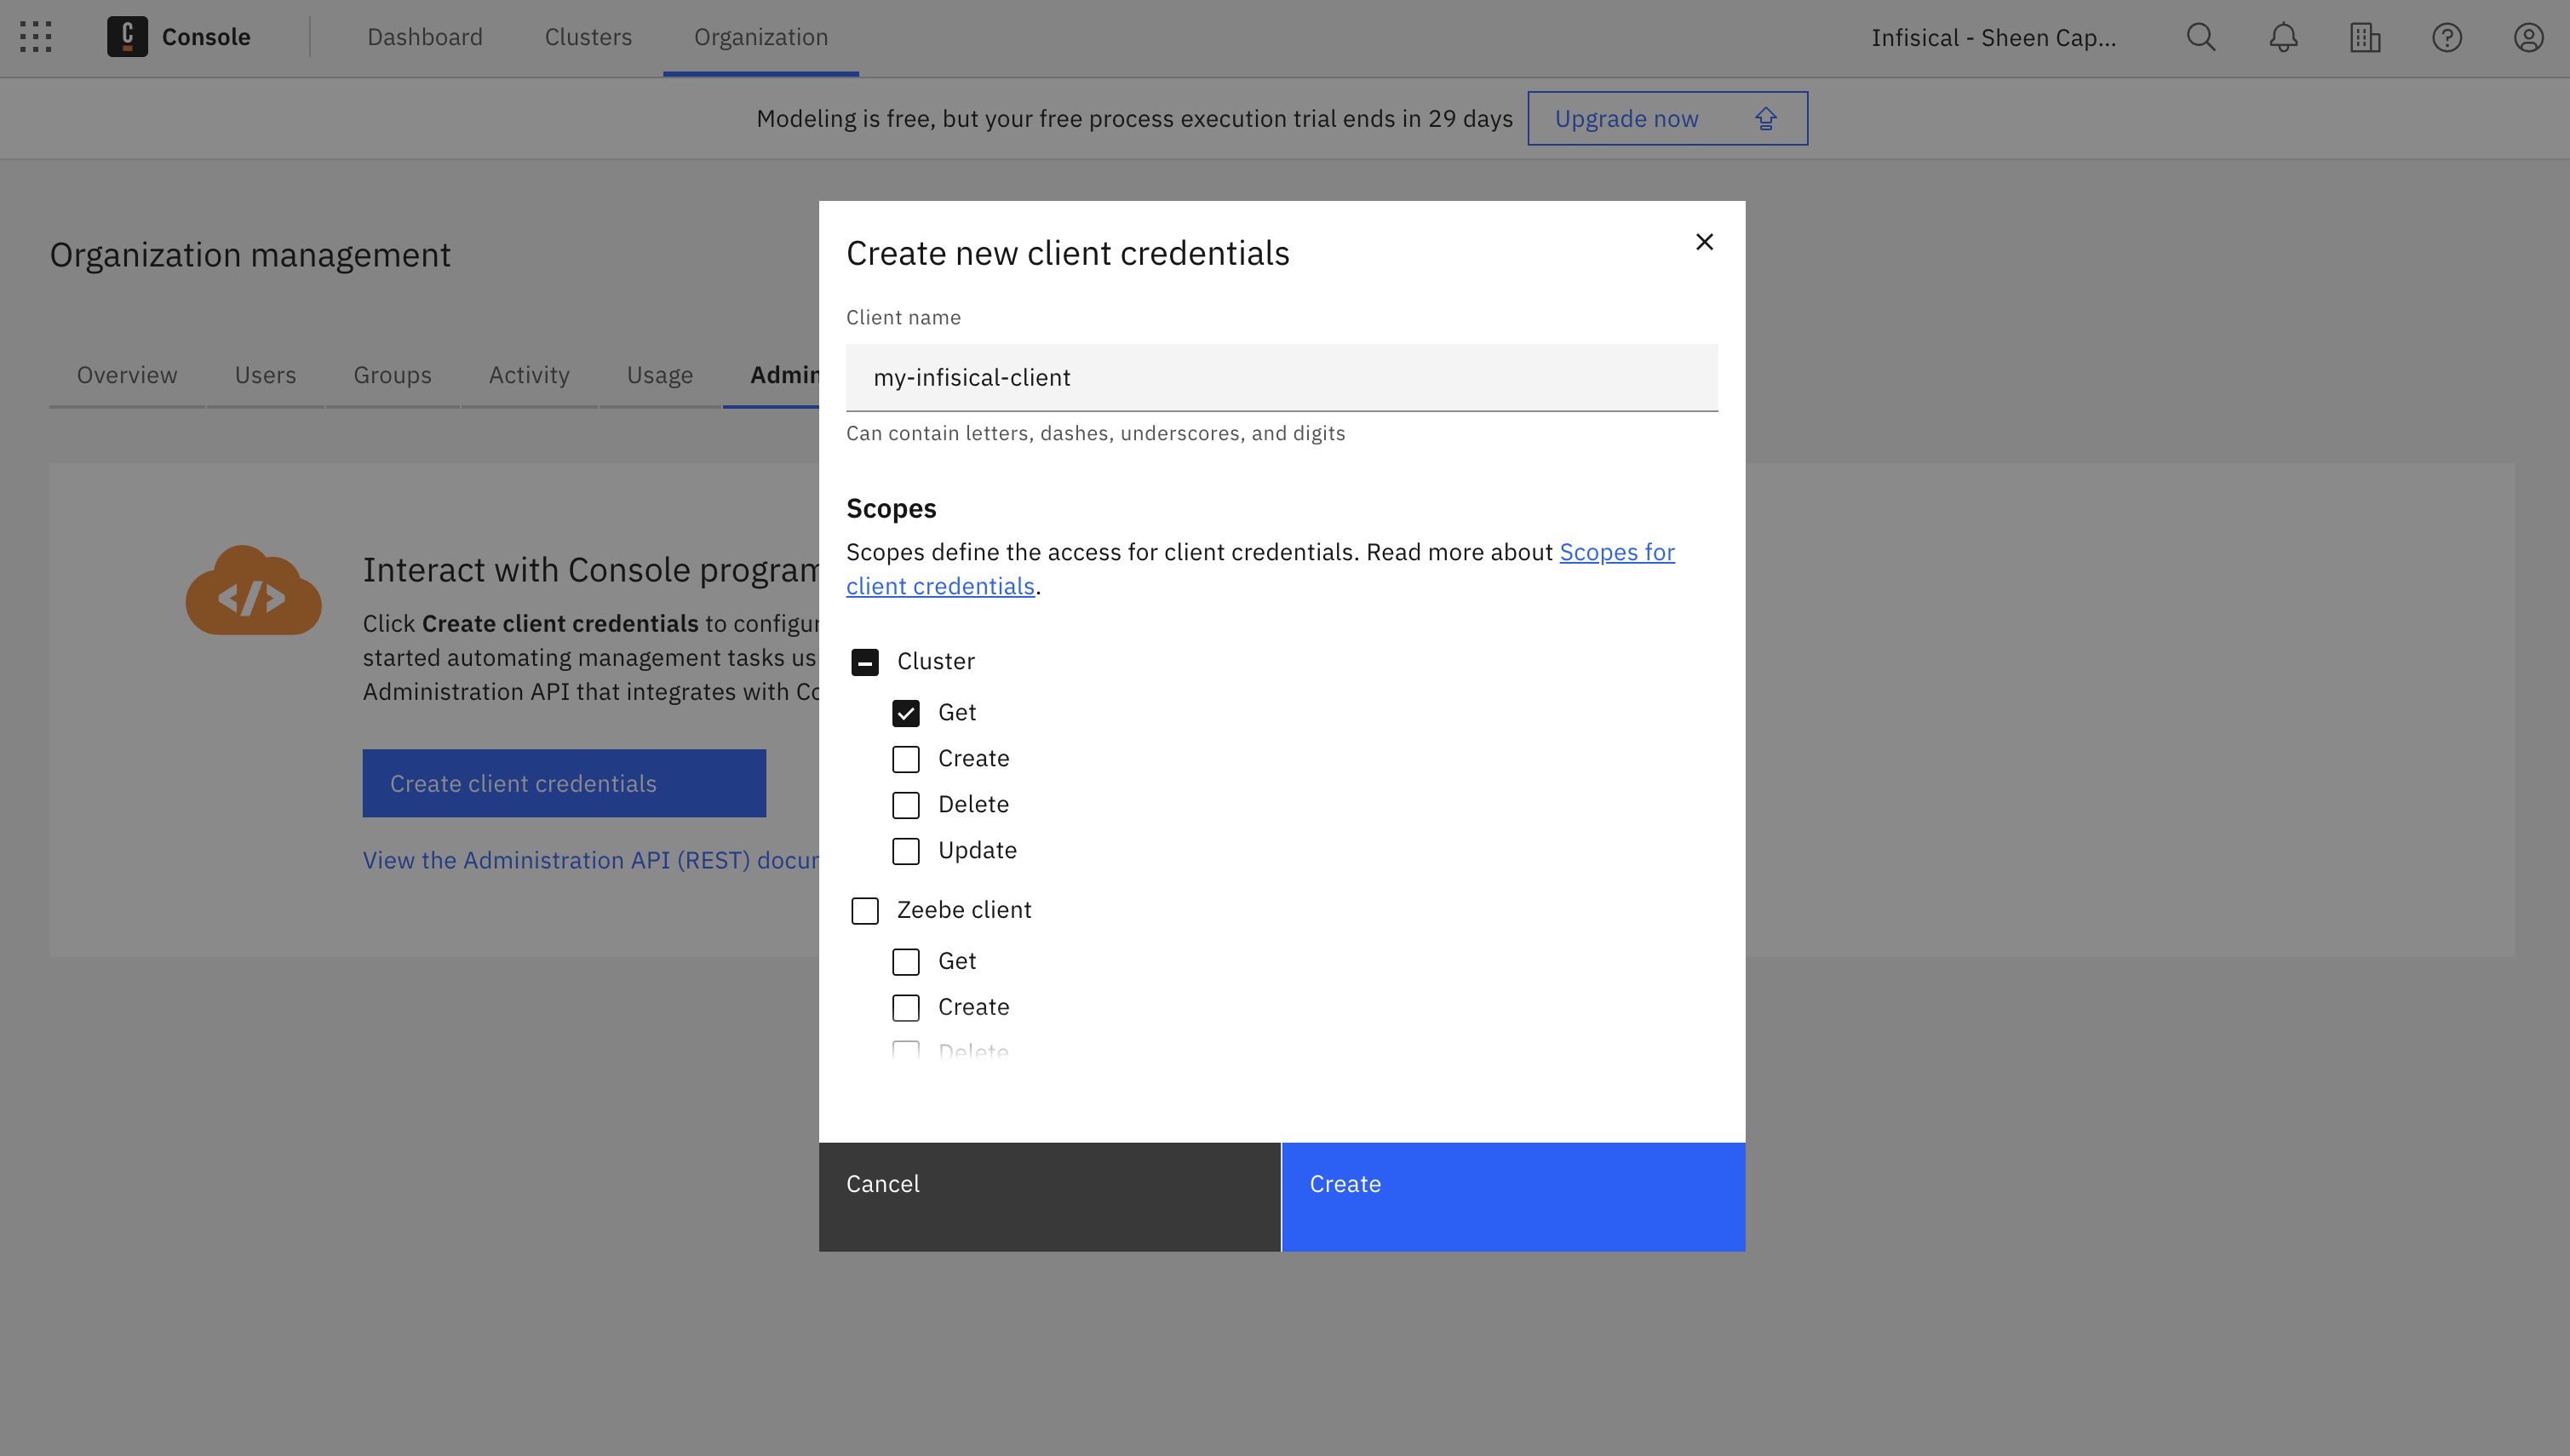 Console
Dashboard
Clusters
Organization
Infisical - Sheen Cap...
Modeling is free, but your free process execution trial ends in 29 days
Upgrade now
Organization management
Overview
Users
Groups
Activity
Usage
Admin
Interact with Console program
Click Create client credentials to configur
started automating management tasks us
Administration API that integrates with Co
Create client credentials
View the Administration API (REST) docu
Create new client credentials
Client name
my-infisical-client
Can contain letters, dashes, underscores, and digits
Scopes
Scopes define the access for client credentials. Read more about Scopes for
client credentials.
Cluster
Get
Create
Delete
Update
Zeebe client
Get
Create
Delete
Cancel
Create